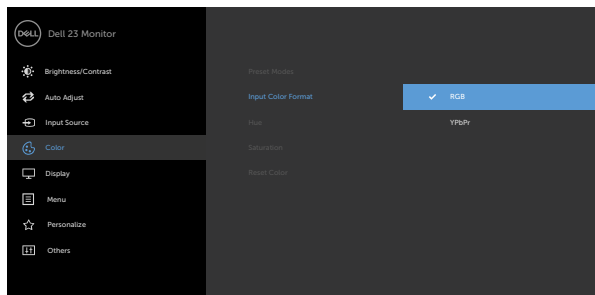 DELL Dell 23 Monitor
Brightness/Contrast
Auto Adjust
Input Source
Color
Display
Menu
Personalize
Others
Preset Modes
Input Color Format
Hue
Saturation
Reset Color
RGB
YPbPr